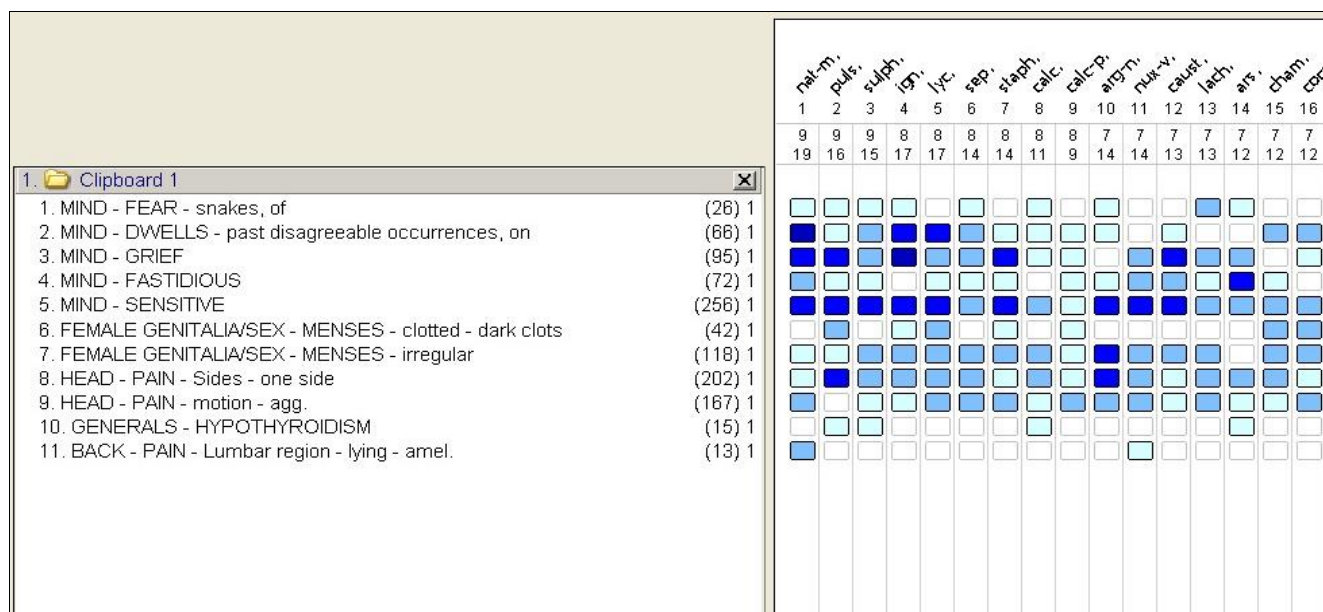 nat-m. puls. sulph. ign. lyc. sep. staph. calc. calc-p. arg-n. nux-v. caust. lach. ars. cham.
1 2 3 4 5 6 7 8 9 10 11 12 13 14 15 16
9 9 9 8 8 8 8 8 8 7 7 7 7 7 7 7
19 16 15 17 17 14 14 11 9 14 14 13 13 12 12 12
1. Clipboard 1
1. MIND - FEAR - snakes, of (26) 1
2. MIND - DWELLS - past disagreeable occurrences, on (66) 1
3. MIND - GRIEF (95) 1
4. MIND - FASTIDIOUS (72) 1
5. MIND - SENSITIVE (256) 1
6. FEMALE GENITALIA/SEX - MENSES - clotted - dark clots (42) 1
7. FEMALE GENITALIA/SEX - MENSES - irregular (118) 1
8. HEAD - PAIN - Sides - one side (202) 1
9. HEAD - PAIN - motion - agg. (167) 1
10. GENERALS - HYPOTHYROIDISM (15) 1
11. BACK - PAIN - Lumbar region - lying - amel. (13) 1